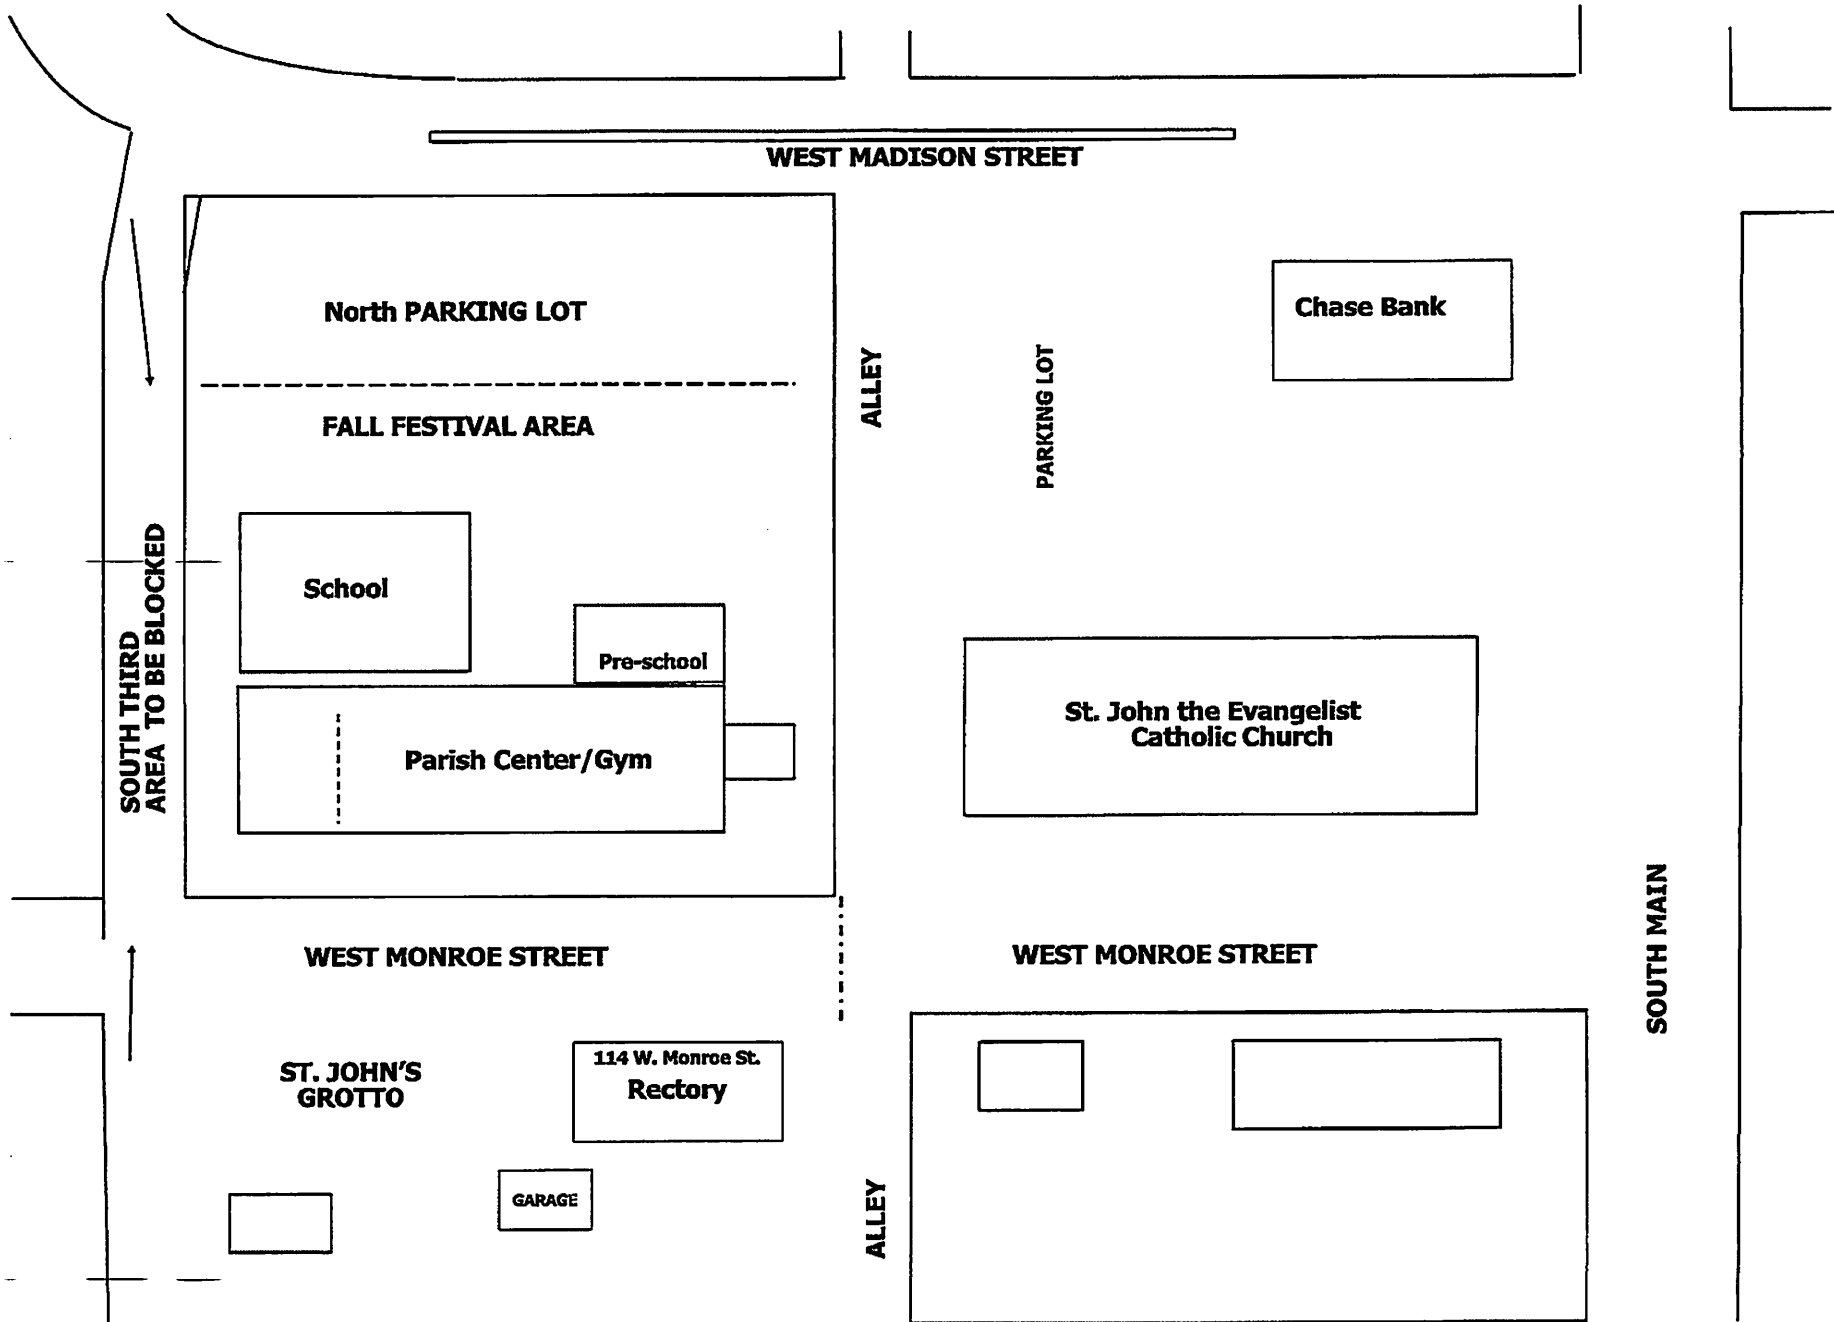 WEST MADISON STREET
North PARKING LOT
Chase Bank
ALLEY
PARKING LOT
FALL FESTIVAL AREA
SOUTH THIRD
AREA TO BE BLOCKED
School
Pre-school
Parish Center/Gym
St. John the Evangelist
Catholic Church
SOUTH MAIN
WEST MONROE STREET
WEST MONROE STREET
ST. JOHN'S
GROTTO
114 W. Monroe St.
Rectory
GARAGE
ALLEY